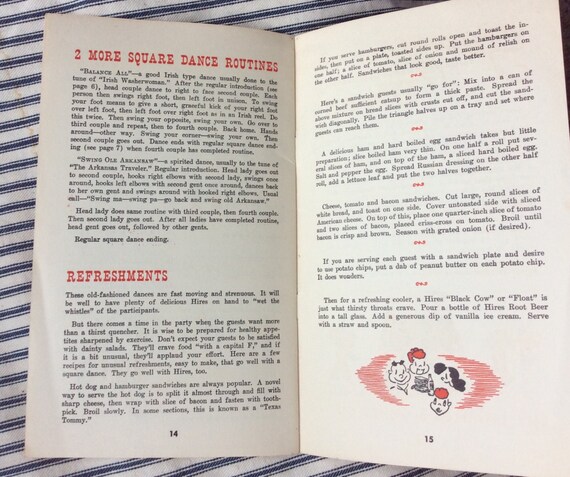 2 MORE SQUARE DANCE ROUTINES
"BALANCE ALL"—a good Irish type dance usually done to the
tune of "Irish Washerwoman." After the regular introduction (see
page 6), head couple dance to right to face second couple. Each
person then swings foot, then left foot in unison. To swing
your foot means to give a short, graceful kick of your right foot
over left foot, then left foot over right foot as in an Irish Reel. Do
this twice. Then swing your opposite, swing your own. Go over to
third couple and repeat, then to fourth couple. Back home. Hands
around—other way. Swing your corner—swing your own. Then
second couple goes out. Dance ends with regular square dance end-
ing (see page 7) when fourth couple has completed routine.
"SWING OLE ARKANSAW"—a spirited dance, usually to the tune of
"The Arkansas Traveler." Regular introduction. Head lady goes out
to second couple, hooks right elbows with second lady, swings once
around, hooks left elbows with second gent once around, dances back
to her own gent and swings around with hooked right elbows. Usual
call—"Swing ma—swing pa—go back and swing old Arkansaw."
Head lady does same routine with third couple, then fourth couple.
Then second lady goes out. After all ladies have completed routine,
head gent goes out, followed by other gents.
Regular square dance ending.
REFRESHMENTS
These old-fashioned dances are fast moving and strenuous. It will
be well to have plenty of delicious Hires on hand to "wet the
whistles" of the participants.
But there comes a time in the party when the guests want more
than a thirst quencher. It is wise to be prepared for healthy appe-
tites sharpened by exercise. Don't expect your guests to be satisfied
with dainty salads. They'll crave food "with a capital F," and if
it is a bit unusual, they'll applaud your effort. Here are a few
recipes for unusual refreshments, easy to make, that go well with a
square dance. They go well with Hires, too.
Hot dog and hamburger sandwiches are always popular. A novel
way to serve the hot dog is to split it almost through and fill with
sharp cheese, then wrap with slice of bacon and fasten with tooth-
pick. Broil slowly. In some sections, this is known as a "Texas
Tommy."
14
If you serve hamburgers, cut round rolls open and toast the in-
side, then put on a plate, toasted sides up. Put the hamburgers on
one half; a slice of tomato, slice of onion and mound of relish on
the other half. Sandwiches that look good, taste better.
Here's a sandwich guests usually "go for": Mix into a can of
corned beef sufficient catsup to form a thick paste. Spread the
above mixture on bread slices with crusts cut off, and cut the sand-
wich diagonally. Pile the triangle halves up on a tray and set where
guests can reach them.
A delicious ham and hard boiled egg sandwich takes but little
preparation; slice boiled ham very thin. On one half a roll put sev-
eral slices of ham, and on top of the ham, a sliced hard boiled egg.
Salt and pepper the egg. Spread Russian dressing on the other half
roll, add a lettuce leaf and put the two halves together.
Cheese, tomato and bacon sandwiches. Cut large, round slices of
white bread, and toast on one side. Cover untoasted side with sliced
American cheese. On top of this, place one quarter-inch slice of tomato
and two slices of bacon, placed criss-cross on tomato. Broil until
bacon is crisp and brown. Season with grated onion (if desired).
If you are serving each guest with a sandwich plate and desire
to use potato chips, put a dab of peanut butter on each potato chip.
It does wonders.
Then for a refreshing cooler, a Hires "Black Cow" or "Float" is
just what thirsty throats crave. Pour a bottle of Hires Root Beer
into a tall glass. Add a generous dip of vanilla ice cream. Serve
with a straw and spoon.
15